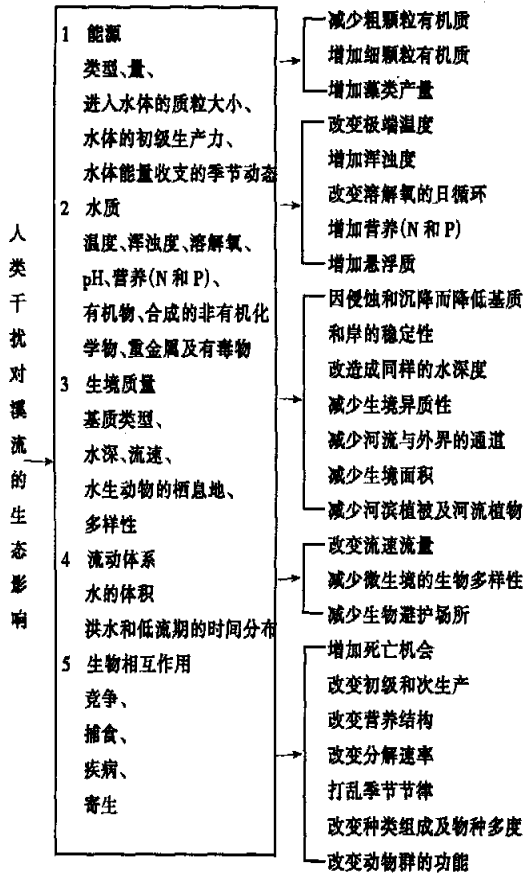 人类干扰对溪流的生态影响
1 能源
类型、量、
进入水体的质粒大小、
水体的初级生产力、
水体能量收支的季节动态
2 水质
温度、浑浊度、溶解氧、
pH、营养(N 和 P)、
有机物、合成的非有机化
学物、重金属及有毒物
3 生境质量
基质类型、
水深、流速、
水生动物的栖息地、
多样性
4 流动体系
水的体积
洪水和低流期的时间分布
5 生物相互作用
竞争、
捕食、
疾病、
寄生
减少粗颗粒有机质
增加细颗粒有机质
增加藻类产量
改变极端温度
增加浑浊度
改变溶解氧的日循环
增加营养(N 和 P)
增加悬浮质
因侵蚀和沉降而降低基质
和岸的稳定性
改造成同样的水深度
减少生境异质性
减少河流与外界的通道
减少生境面积
减少河滨植被及河流植物
改变流速流量
减少微生境的生物多样性
减少生物避护场所
增加死亡机会
改变初级和次生产
改变营养结构
改变分解速率
打乱季节节律
改变种类组成及物种多度
改变动物群的功能